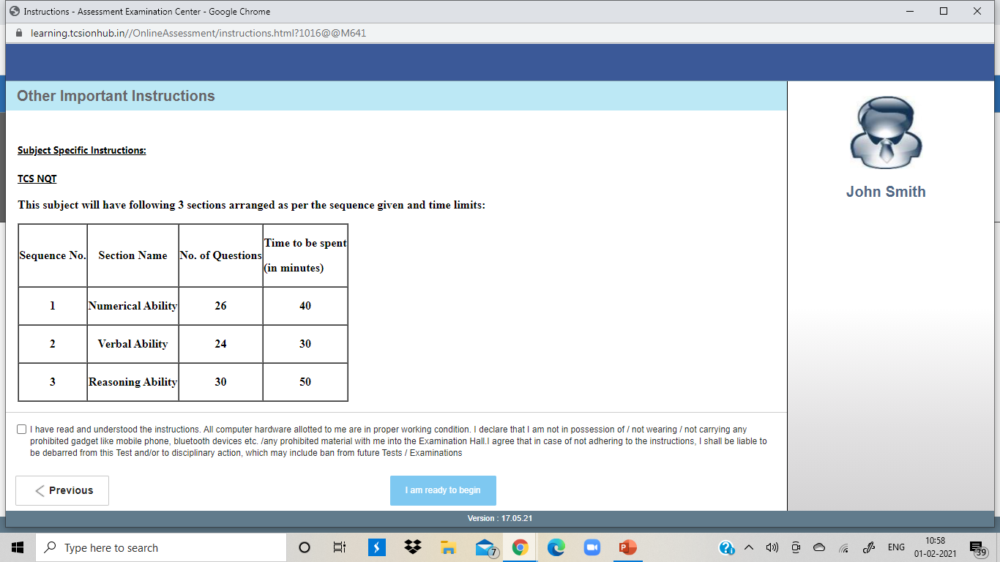 Instructions - Assessment Examination Center - Google Chrome
learning.tcsionhub.in//OnlineAssessment/instructions.html?1016@@M641
Other Important Instructions
John Smith
Subject Specific Instructions:
TCS NQT
This subject will have following 3 sections arranged as per the sequence given and time limits:
Sequence No. Section Name No. of Questions Time to be spent
(in minutes)
1 Numerical Ability 26 40
2 Verbal Ability 24 30
3 Reasoning Ability 30 50
I have read and understood the instructions. All computer hardware allotted to me are in proper working condition. I declare that I am not in possession of / not wearing / not carrying any
prohibited gadget like mobile phone, bluetooth devices etc. /any prohibited material with me into the Examination Hall.I agree that in case of not adhering to the instructions, I shall be liable to
be debarred from this Test and/or to disciplinary action, which may include ban from future Tests / Examinations
Previous
I am ready to begin
Version : 17.05.21
Type here to search
7
ENG
10:58
01-02-2021
39